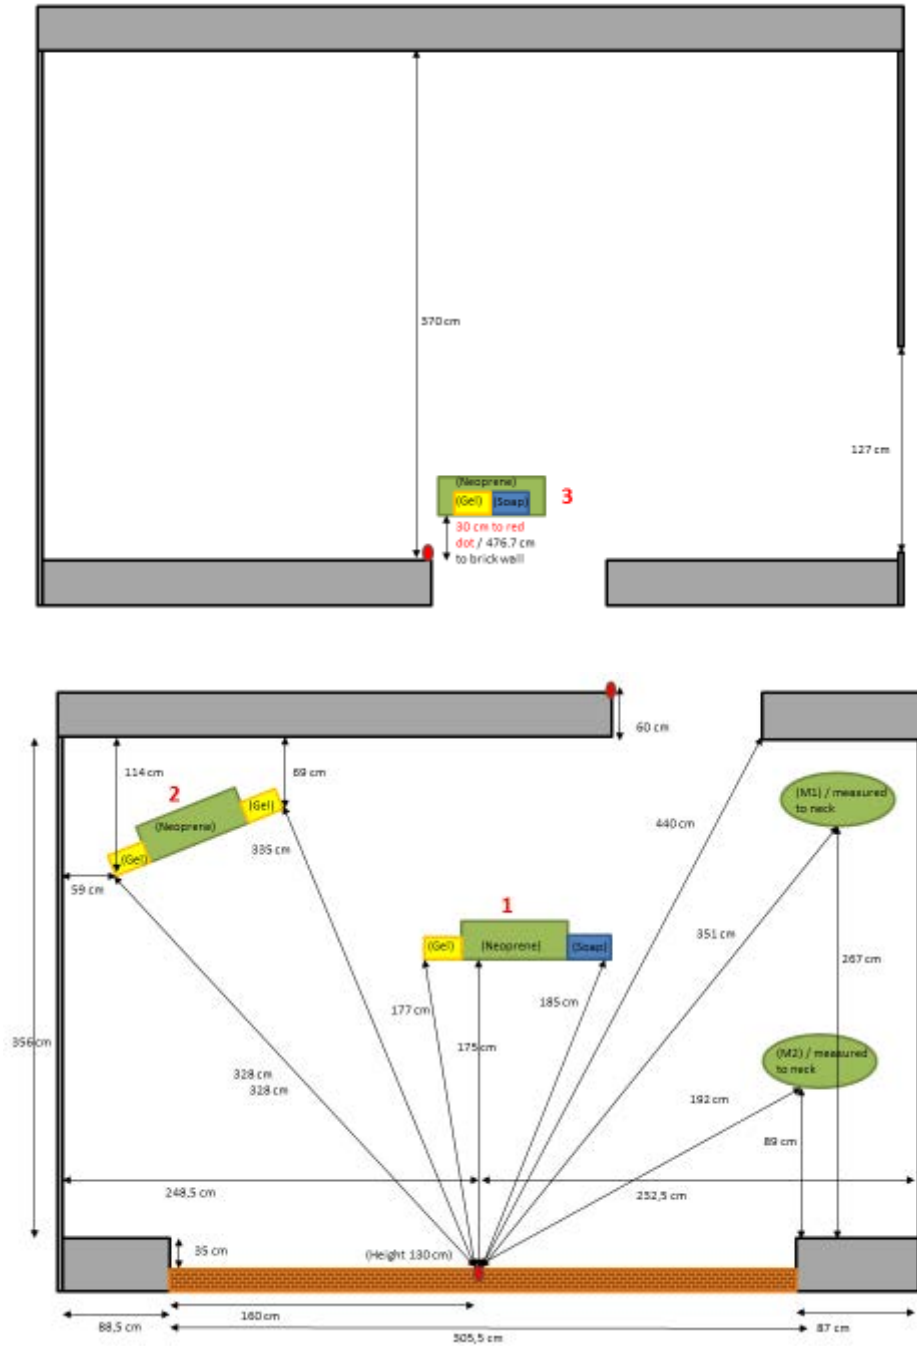 370 cm
127 cm
(Neoprene)
(Gel) (Soap)
3
30 cm to red
dot / 476.7 cm
to brick wall
60 cm
114 cm
69 cm
2
(Gel)
(Neoprene)
(Gel)
(M1) / measured
to neck
440 cm
335 cm
59 cm
1
(Gel) (Neoprene) (Soap)
351 cm
267 cm
177 cm
185 cm
175cm
356 cm
(M2) / measured
to neck
328 cm
328 cm
192 cm
89 cm
248,5 cm
252,5 cm
35 cm
(Height 130 cm)
160 cm
88,5 cm
305,5 cm
87 cm